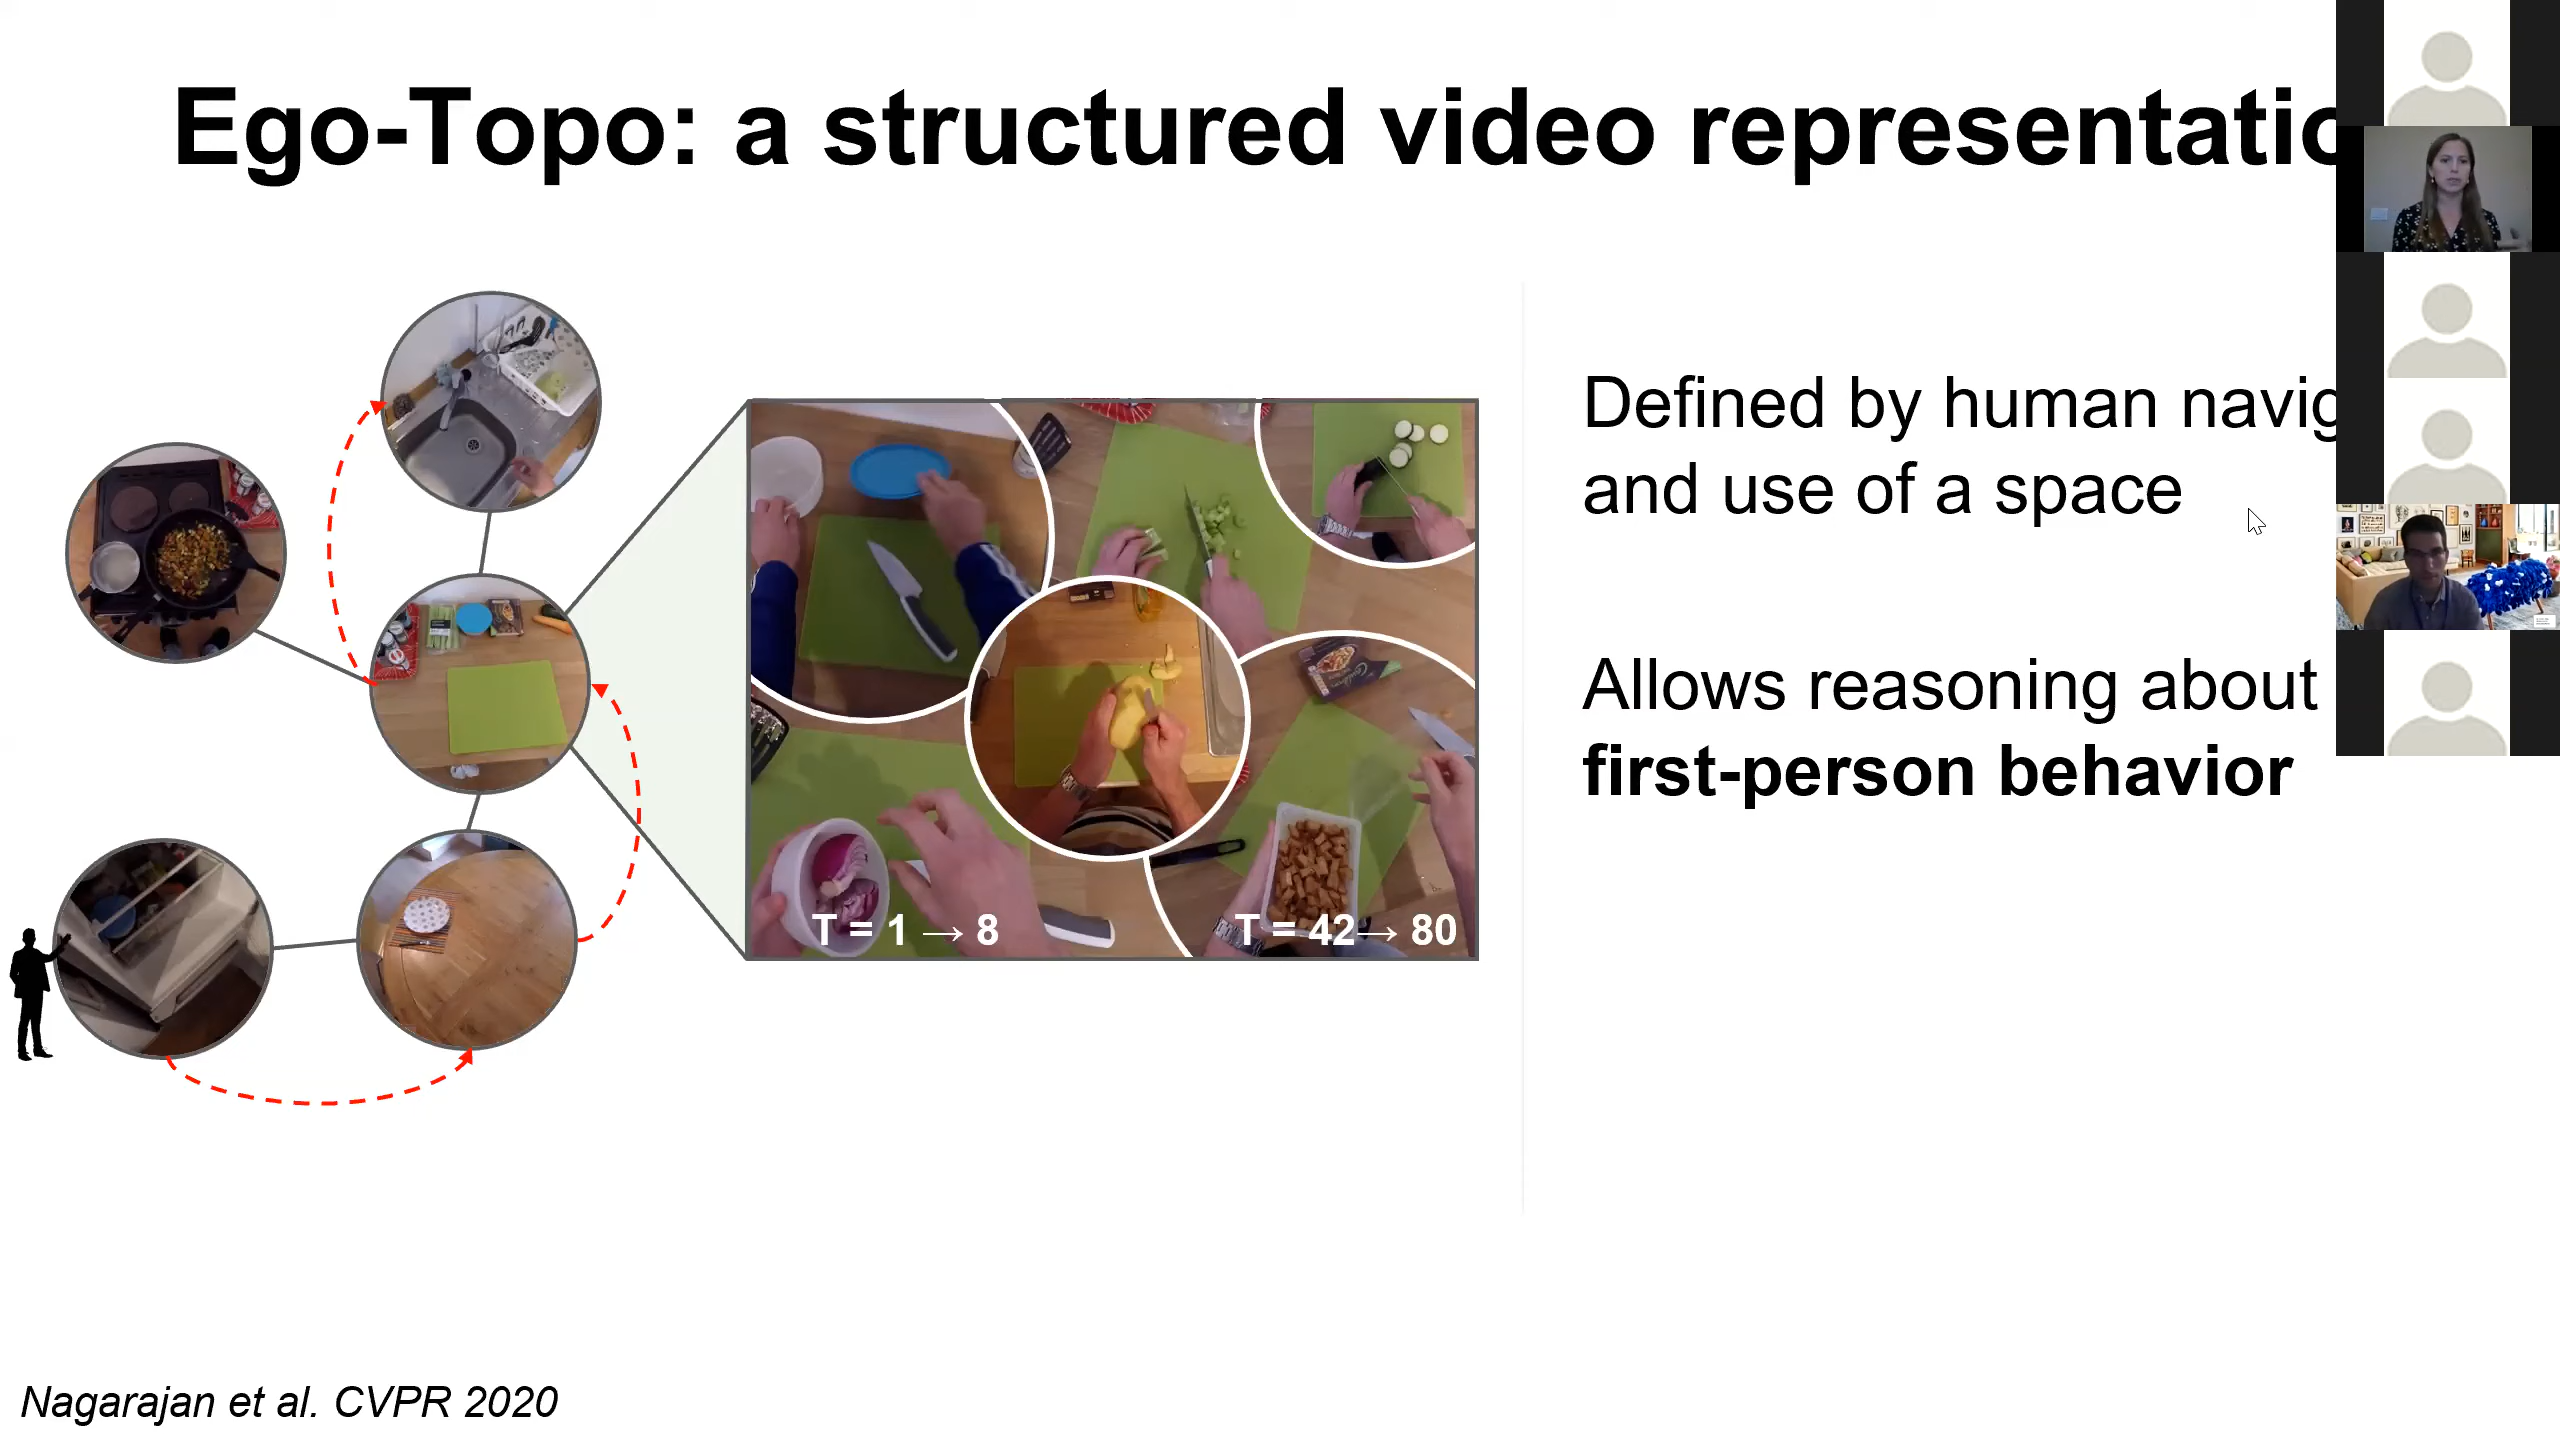 Ego-Topo: a structured video representatio
Defined by human navig
and use of a space
Allows reasoning about
first-person behavior
T = 1 → 8
T = 42→ 80
Nagarajan et al. CVPR 2020